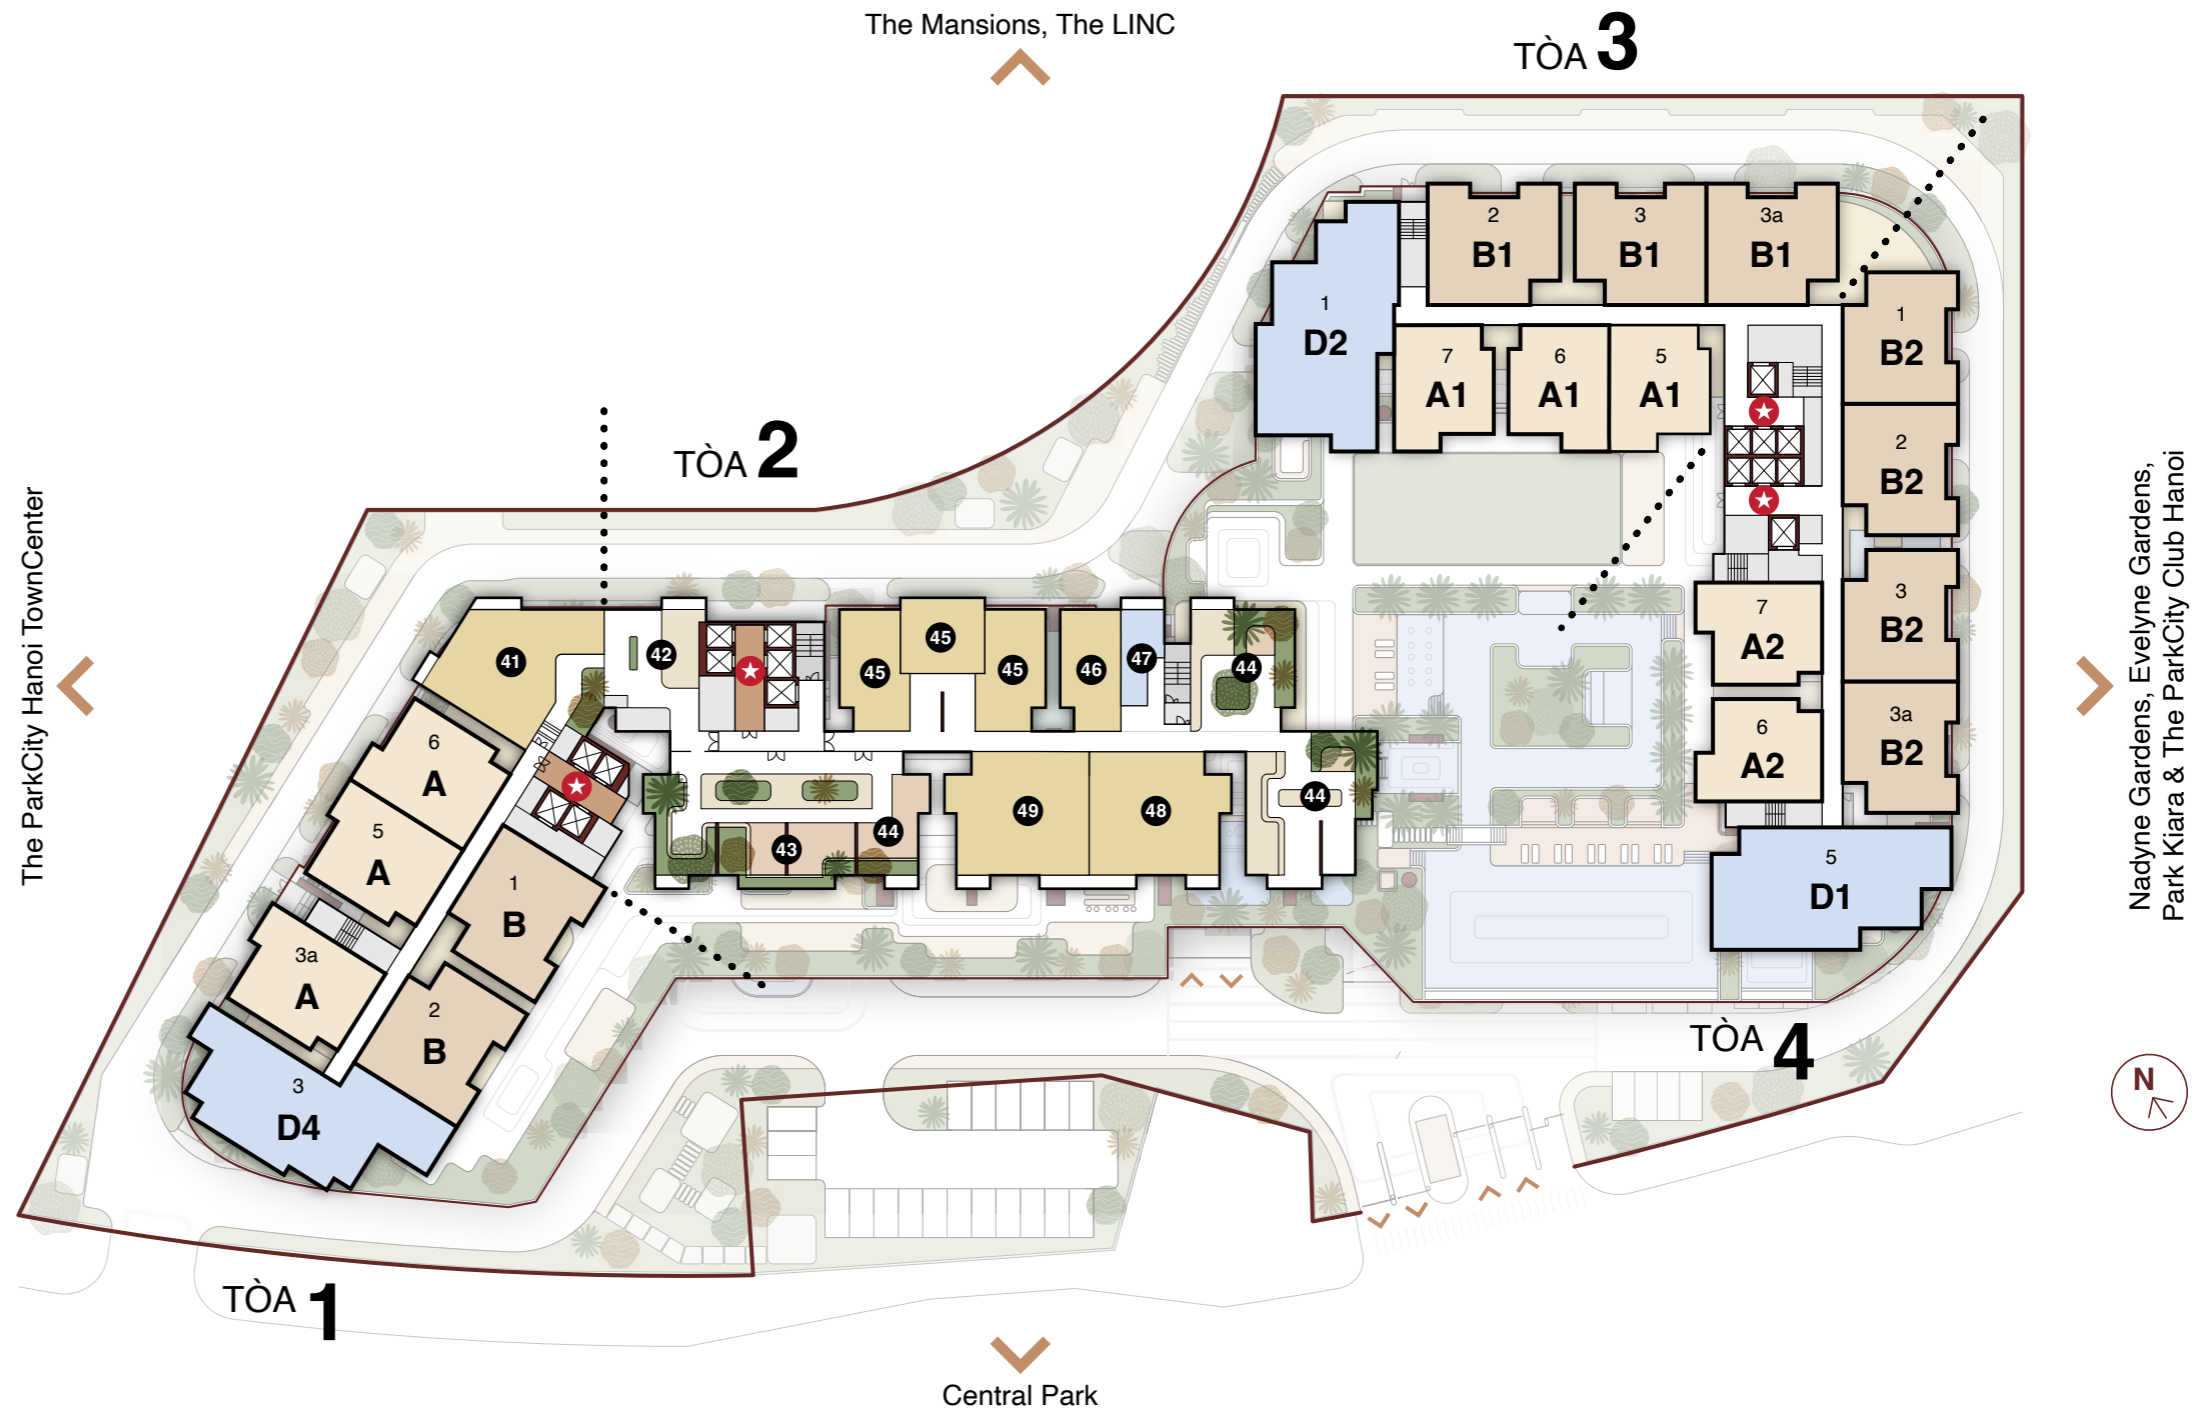 The Mansions, The LINC
TÒA 3
2
B1
3
B1
3a
B1
1
D2
7
A1
6
A1
5
A1
1
B2
2
B2
3
B2
3a
B2
7
A2
6
A2
5
D1
TÒA 4
TÒA 2
41
42
45
45
45
46
47
44
49
48
44
43
44
6
A
5
A
3a
A
1
B
2
B
3
D4
TÒA 1
The ParkCity Hanoi TownCenter
Nadyne Gardens, Evelyne Gardens,
Park Kiara & The ParkCity Club Hanoi
N
Central Park